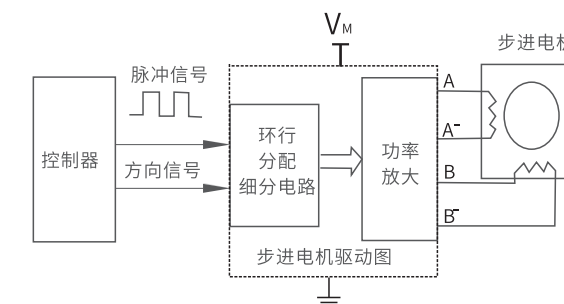 VM
步进电机
脉冲信号
A
控制器
环行
分配
细分电路
功率
放大
A-
方向信号
B
B-
步进电机驱动图